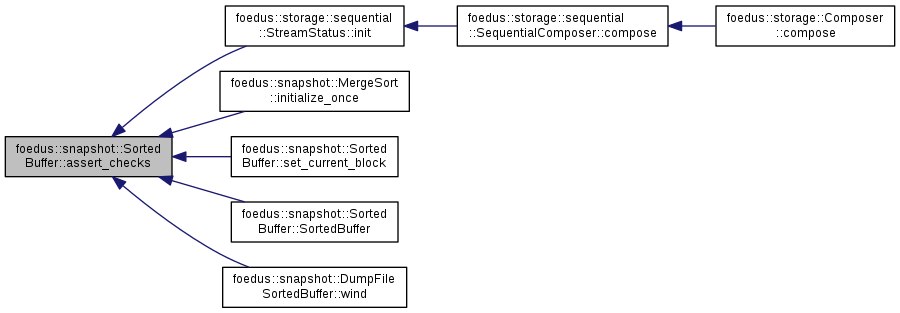 foedus::storage::sequential
::StreamStatus::init
foedus::storage::sequential
::SequentialComposer::compose
foedus::storage::Composer
::compose
foedus::snapshot::MergeSort
::initialize_once
foedus::snapshot::Sorted
Buffer::assert_checks
foedus::snapshot::Sorted
Buffer::set_current_block
foedus::snapshot::Sorted
Buffer::SortedBuffer
foedus::snapshot::DumpFile
SortedBuffer::wind